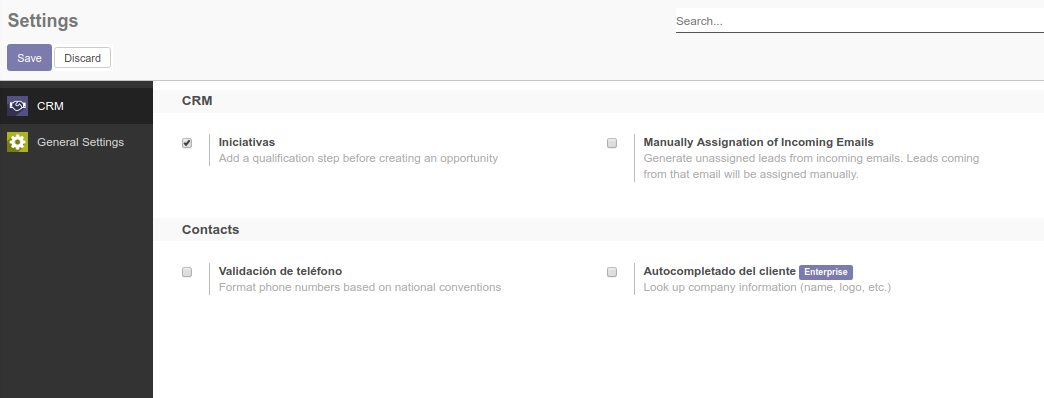 Settings
Search...
Save Discard
CRM
General Settings
CRM
Iniciativas
Add a qualification step before creating an opportunity
Manually Assignation of Incoming Emails
Generate unassigned leads from incoming emails. Leads coming
from that email will be assigned manually.
Contacts
Validación de teléfono
Format phone numbers based on national conventions
Autocompletado del cliente Enterprise
Look up company information (name, logo, etc.)